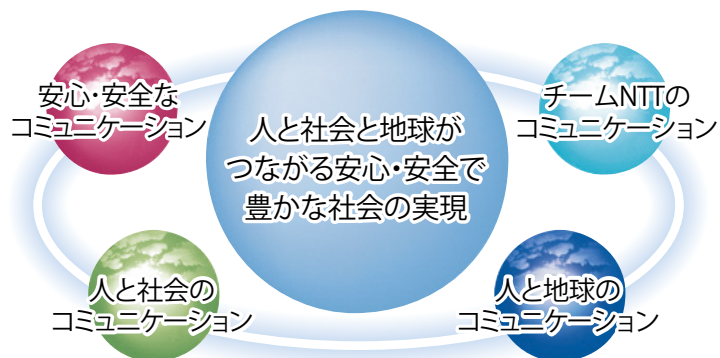 安心・安全な
コミュニケーション
チームNTTの
コミュニケーション
人と社会と地球が
つながる安心・安全で
豊かな社会の実現
人と社会の
コミュニケーション
人と地球の
コミュニケーション